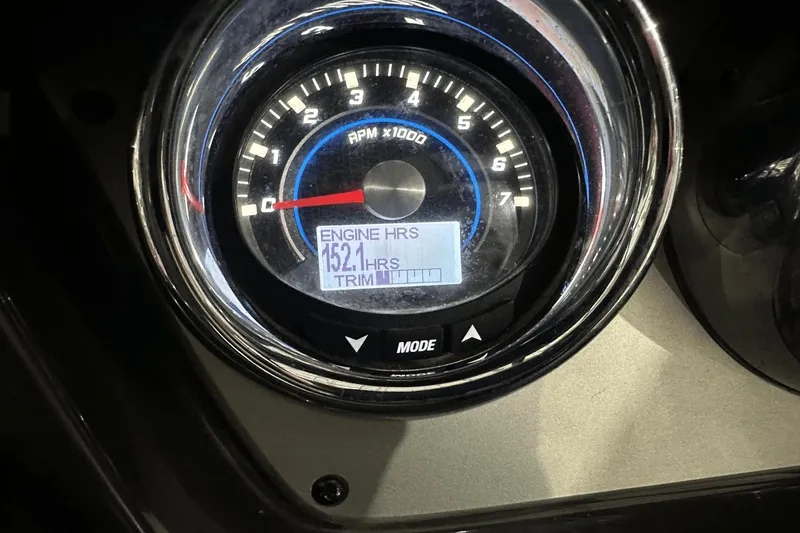 0 1 2 3 4 5 6 7
RPM x1000
ENGINE HRS
152.1 HRS
TRIM
MODE